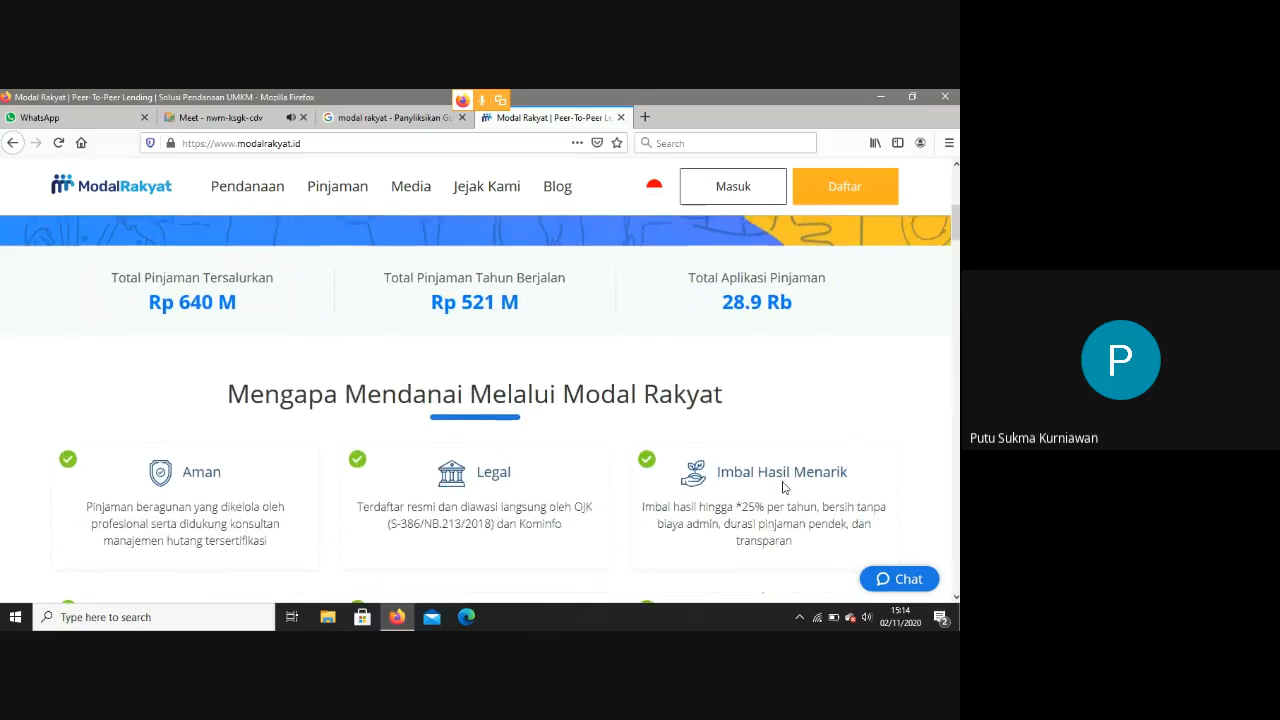 Modal Rakyat | Peer-To-Peer Lending | Solusi Pendanaan UMKM - Mozilla Firefox
WhatsApp
Meet - nwm-ksgk-cdv
modal rakyat - Panyliksikan Go
Modal Rakyat | Peer-To-Peer Le
https://www.modalrakyat.id
Search
ModalRakyat
Pendanaan
Pinjaman
Media
Jejak Kami
Blog
Masuk
Daftar
Total Pinjaman Tersalurkan
Rp 640 M
Total Pinjaman Tahun Berjalan
Rp 521 M
Total Aplikasi Pinjaman
28.9 Rb
Mengapa Mendanai Melalui Modal Rakyat
Aman
Pinjaman beragunan yang dikelola oleh
profesional serta didukung konsultan
manajemen hutang tersertifikasi
Legal
Terdaftar resmi dan diawasi langsung oleh OJK
(S-386/NB.213/2018) dan Kominfo
Imbal Hasil Menarik
Imbal hasil hingga *25% per tahun, bersih tanpa
biaya admin, durasi pinjaman pendek, dan
transparan
Chat
P
Putu Sukma Kurniawan
Type here to search
15:14
02/11/2020
2